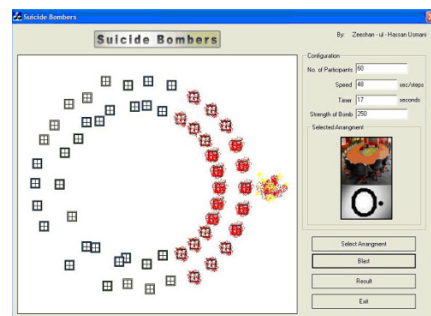 Suicide Bombers
Suicide Bombers
By: Zeeshan - ul - Hassan Usmani
Configuration
No. of Participants 60
Speed 48 sec/steps
Timer 17 seconds
Strength of Bomb 250
Selected Arrangment
Select Arrangment
Blast
Result
Exit